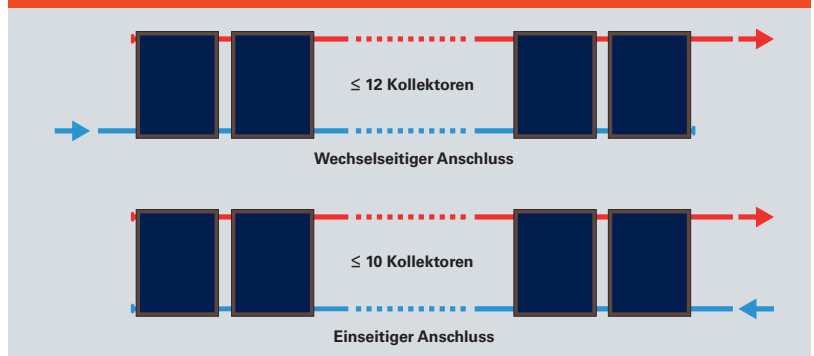 ≤ 12 Kollektoren
Wechselseitiger Anschluss
≤ 10 Kollektoren
Einseitiger Anschluss